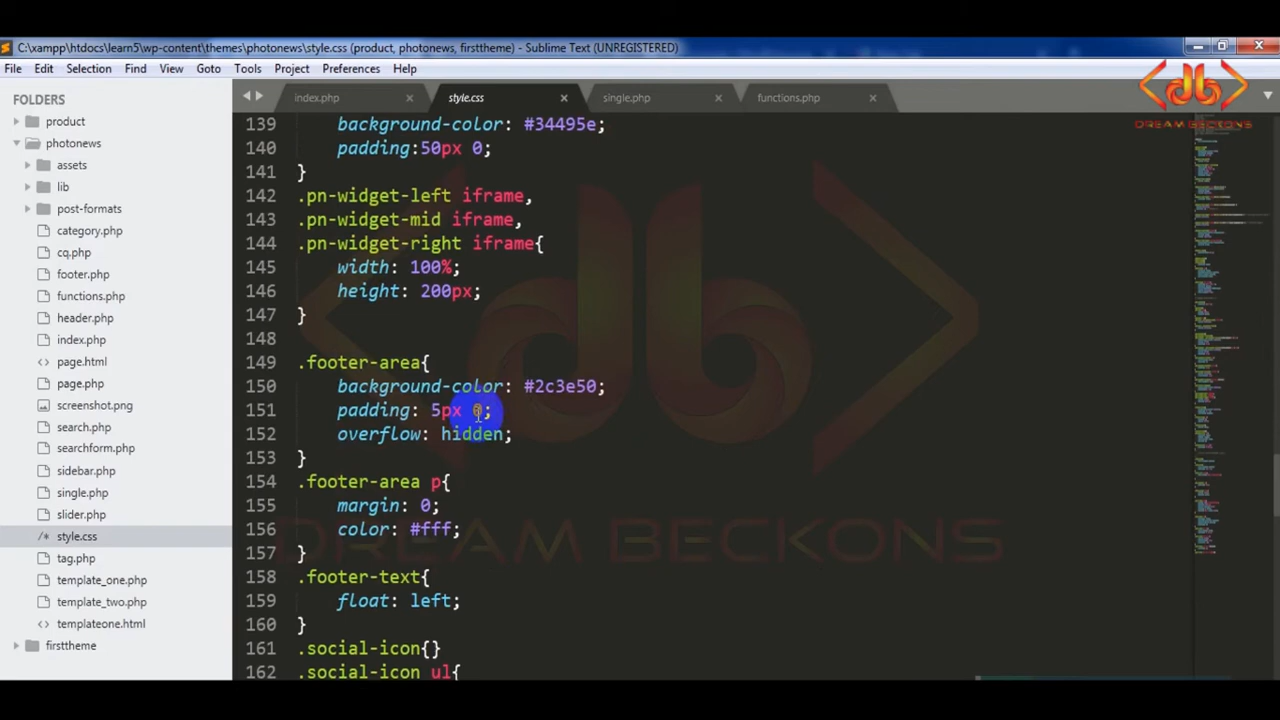 C:\xampp\htdocs\learn5\wp-content\themes\photonews\style.css (product, photonews, firsttheme) - Sublime Text (UNREGISTERED)
File Edit Selection Find View Goto Tools Project Preferences Help
index.php style.css single.php functions.php
DREAM BECKONS
FOLDERS
product
photonews
assets
lib
post-formats
category.php
cq.php
footer.php
functions.php
header.php
index.php
page.html
page.php
screenshot.png
search.php
searchform.php
sidebar.php
single.php
slider.php
style.css
tag.php
template_one.php
template_two.php
templateone.html
firsttheme
139 background-color: #34495e;
140 padding:50px 0;
141 }
142 .pn-widget-left iframe,
143 .pn-widget-mid iframe,
144 .pn-widget-right iframe{
145 width: 100%;
146 height: 200px;
147 }
148
149 .footer-area{
150 background-color: #2c3e50;
151 padding: 5px 0;
152 overflow: hidden;
153 }
154 .footer-area p{
155 margin: 0;
156 color: #fff;
157 }
158 .footer-text{
159 float: left;
160 }
161 .social-icon{}
162 .social-icon ul{
DREAM BECKONS